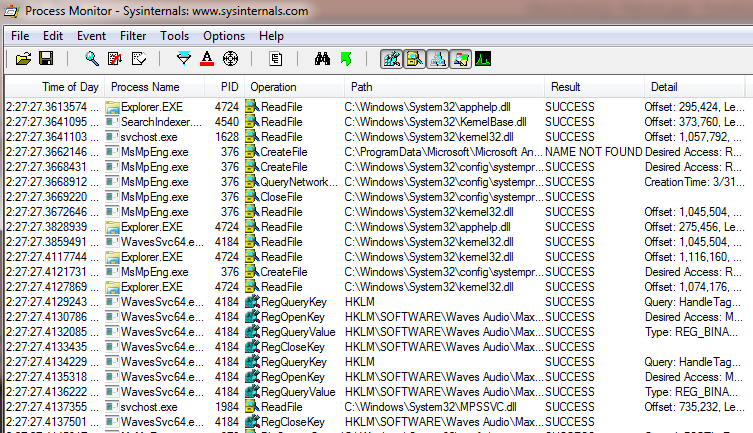 Process Monitor - Sysinternals: www.sysinternals.com
File Edit Event Filter Tools Options Help
Time of Day Process Name PID Operation Path Result Detail
2:27:27.3613574 ... Explorer.EXE 4724 ReadFile C:\Windows\System32\apphelp.dll SUCCESS Offset: 295,424, Le...
2:27:27.3641095 ... SearchIndexer.... 4540 ReadFile C:\Windows\System32\KernelBase.dll SUCCESS Offset: 373,760, Le...
2:27:27.3641103 ... svchost.exe 1628 ReadFile C:\Windows\System32\kernel32.dll SUCCESS Offset: 1,057,792, ...
2:27:27.3662146 ... MsMpEng.exe 376 CreateFile C:\ProgramData\Microsoft\Microsoft An... NAME NOT FOUND Desired Access: R...
2:27:27.3668431 ... MsMpEng.exe 376 CreateFile C:\Windows\System32\config\systempr... SUCCESS Desired Access: R...
2:27:27.3668912 ... MsMpEng.exe 376 QueryNetwork... C:\Windows\System32\config\systempr... SUCCESS CreationTime: 3/31...
2:27:27.3669220 ... MsMpEng.exe 376 CloseFile C:\Windows\System32\config\systempr... SUCCESS
2:27:27.3672646 ... MsMpEng.exe 376 ReadFile C:\Windows\System32\kernel32.dll SUCCESS Offset: 1,045,504, ...
2:27:27.3828939 ... Explorer.EXE 4724 ReadFile C:\Windows\System32\apphelp.dll SUCCESS Offset: 275,456, Le...
2:27:27.3859491 ... WavesSvc64.e... 4184 ReadFile C:\Windows\System32\kernel32.dll SUCCESS Offset: 1,045,504, ...
2:27:27.4117744 ... Explorer.EXE 4724 ReadFile C:\Windows\System32\kernel32.dll SUCCESS Offset: 1,116,160, ...
2:27:27.4121731 ... MsMpEng.exe 376 CreateFile C:\Windows\System32\config\systempr... SUCCESS Desired Access: R...
2:27:27.4127869 ... Explorer.EXE 4724 ReadFile C:\Windows\System32\kernel32.dll SUCCESS Offset: 1,074,176, ...
2:27:27.4129243 ... WavesSvc64.e... 4184 RegQueryKey HKLM SUCCESS Query: HandleTag...
2:27:27.4130786 ... WavesSvc64.e... 4184 RegOpenKey HKLM\SOFTWARE\Waves Audio\Max... SUCCESS Desired Access: M...
2:27:27.4132085 ... WavesSvc64.e... 4184 RegQueryValue HKLM\SOFTWARE\Waves Audio\Max... SUCCESS Type: REG_BINA...
2:27:27.4133435 ... WavesSvc64.e... 4184 RegCloseKey HKLM\SOFTWARE\Waves Audio\Max... SUCCESS
2:27:27.4134229 ... WavesSvc64.e... 4184 RegQueryKey HKLM SUCCESS Query: HandleTag...
2:27:27.4135318 ... WavesSvc64.e... 4184 RegOpenKey HKLM\SOFTWARE\Waves Audio\Max... SUCCESS Desired Access: M...
2:27:27.4136222 ... WavesSvc64.e... 4184 RegQueryValue HKLM\SOFTWARE\Waves Audio\Max... SUCCESS Type: REG_BINA...
2:27:27.4137355 ... svchost.exe 1984 ReadFile C:\Windows\System32\MPSSVC.dll SUCCESS Offset: 735,232, Le...
2:27:27.4137501 ... WavesSvc64.e... 4184 RegCloseKey HKLM\SOFTWARE\Waves Audio\Max... SUCCESS